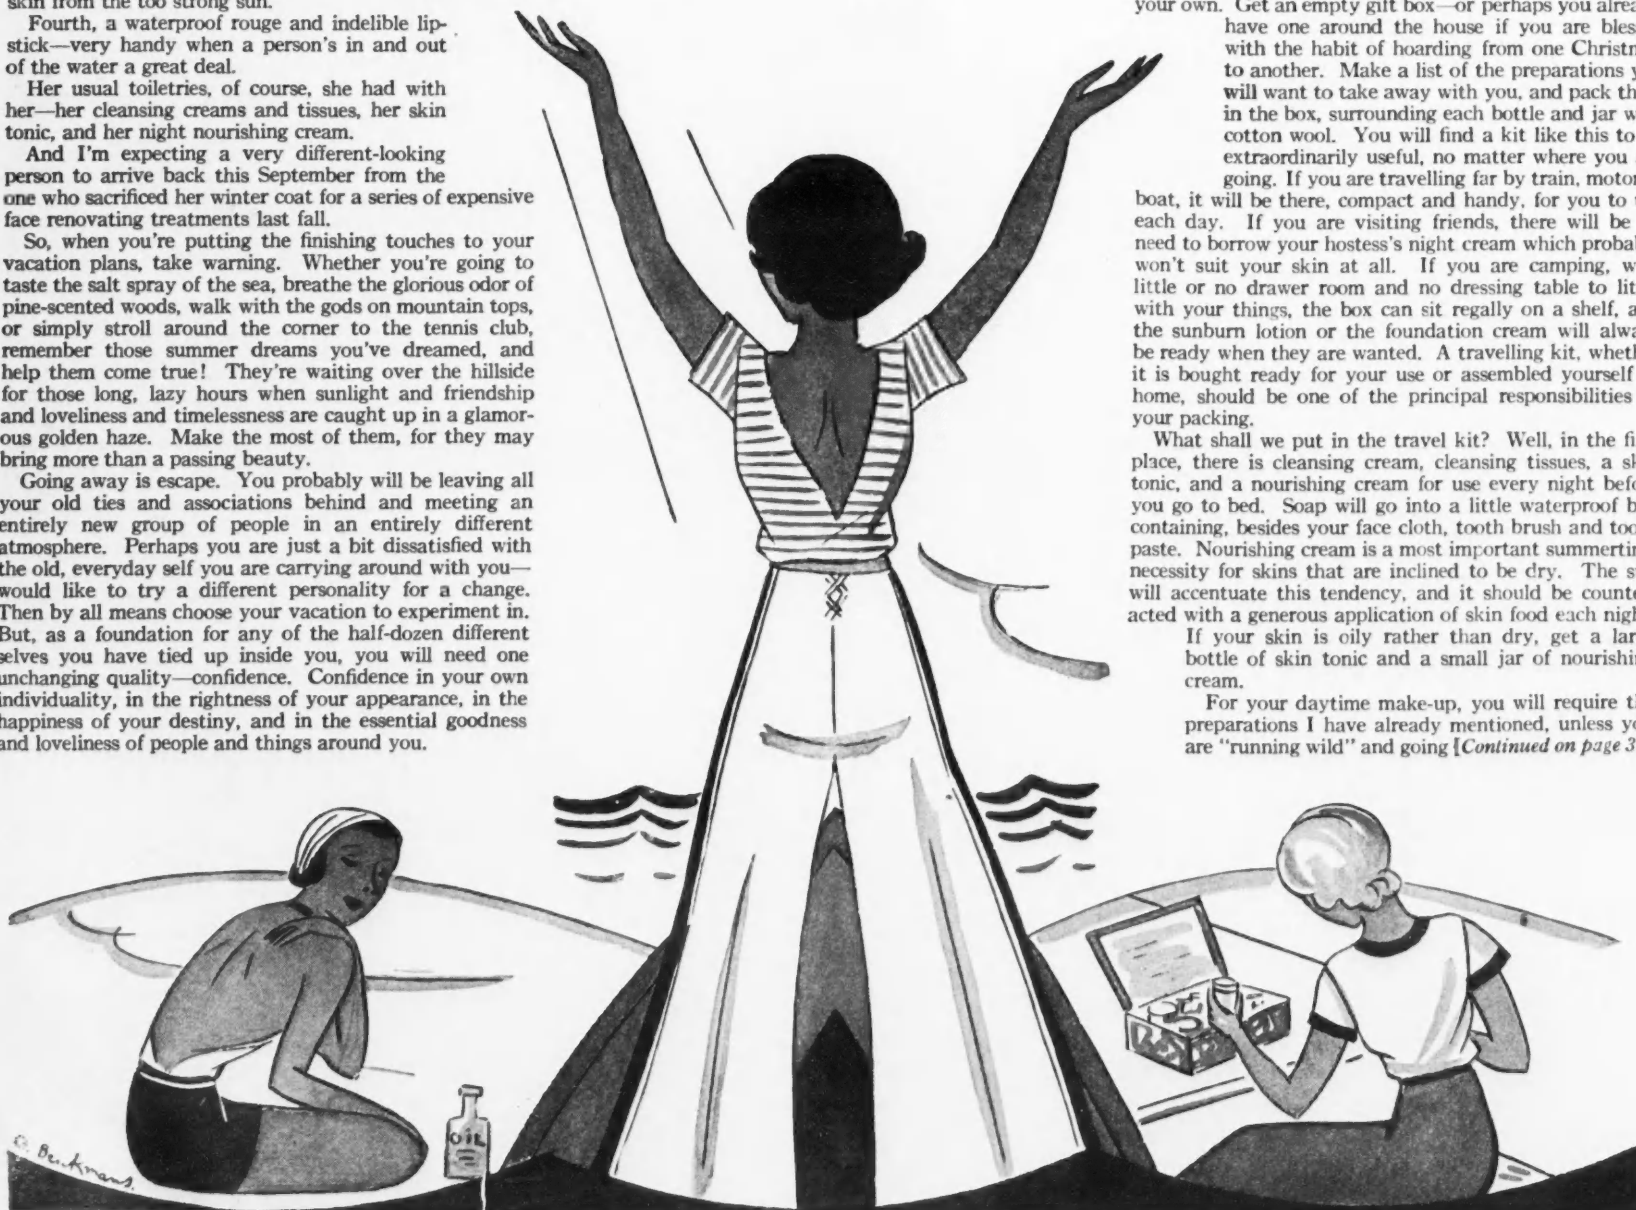 skin from the too strong sun.
Fourth, a waterproof rouge and indelible lip-
stick—very handy when a person's in and out
of the water a great deal.
Her usual toiletries, of course, she had with
her—her cleansing creams and tissues, her skin
tonic, and her night nourishing cream.
And I'm expecting a very different-looking
person to arrive back this September from the
one who sacrificed her winter coat for a series of expensive
face renovating treatments last fall.
So, when you're putting the finishing touches to your
vacation plans, take warning. Whether you're going to
taste the salt spray of the sea, breathe the glorious odor of
pine-scented woods, walk with the gods on mountain tops,
or simply stroll around the corner to the tennis club,
remember those summer dreams you've dreamed, and
help them come true! They're waiting over the hillside
for those long, lazy hours when sunlight and friendship
and loveliness and timelessness are caught up in a glamor-
ous golden haze. Make the most of them, for they may
bring more than a passing beauty.
Going away is escape. You probably will be leaving all
your old ties and associations behind and meeting an
entirely new group of people in an entirely different
atmosphere. Perhaps you are just a bit dissatisfied with
the old, everyday self you are carrying around with you—
would like to try a different personality for a change.
Then by all means choose your vacation to experiment in.
But, as a foundation for any of the half-dozen different
selves you have tied up inside you, you will need one
unchanging quality—confidence. Confidence in your own
individuality, in the rightness of your appearance, in the
happiness of your destiny, and in the essential goodness
and loveliness of people and things around you.
your own. Get an empty gift box—or perhaps you
have one around the house if you are
with the habit of hoarding from one
to another. Make a list of the preparations
will want to take away with you, and pack
in the box, surrounding each bottle and jar
cotton wool. You will find a kit like this
extraordinarily useful, no matter where you
going. If you are travelling far by train, motor
boat, it will be there, compact and handy, for you to
each day. If you are visiting friends, there will be
need to borrow your hostess's night cream which
won't suit your skin at all. If you are camping,
little or no drawer room and no dressing table to
with your things, the box can sit regally on a shelf,
the sunburn lotion or the foundation cream will
be ready when they are wanted. A travelling kit,
it is bought ready for your use or assembled yourself
home, should be one of the principal responsibilities
your packing.
What shall we put in the travel kit? Well, in the
place, there is cleansing cream, cleansing tissues, a
tonic, and a nourishing cream for use every night
you go to bed. Soap will go into a little waterproof
containing, besides your face cloth, tooth brush and
paste. Nourishing cream is a most important
necessity for skins that are inclined to be dry. The
will accentuate this tendency, and it should be
acted with a generous application of skin food each
If your skin is oily rather than dry, get a
bottle of skin tonic and a small jar of
cream.
For your daytime make-up, you will require
preparations I have already mentioned, unless
are "running wild" and going [Continued on page 3
OIL